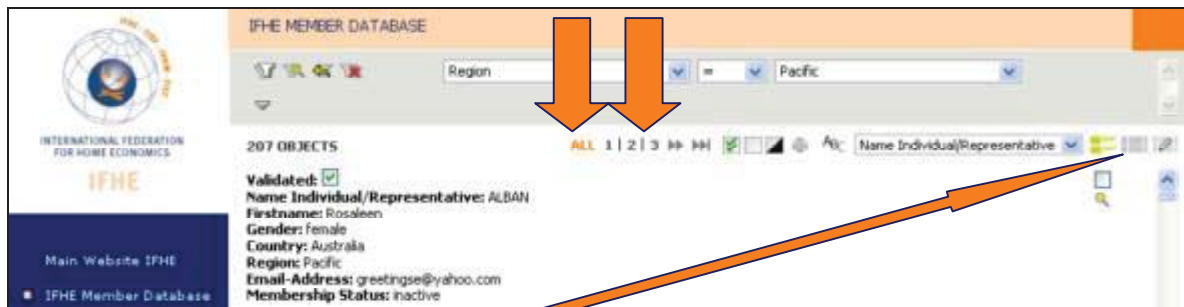 IFHE MEMBER DATABASE
Region = Pacific
INTERNATIONAL FEDERATION
FOR HOME ECONOMICS
IFHE
207 OBJECTS ALL 1 | 2 | 3 ABC Name Individual/Representative
Validated:
Name Individual/Representative: ALBAN
Firstname: Rosaleen
Gender: female
Country: Australia
Region: Pacific
Email-Address: greetingse@yahoo.com
Membership Status: inactive
Main Website IFHE
IFHE Member Database